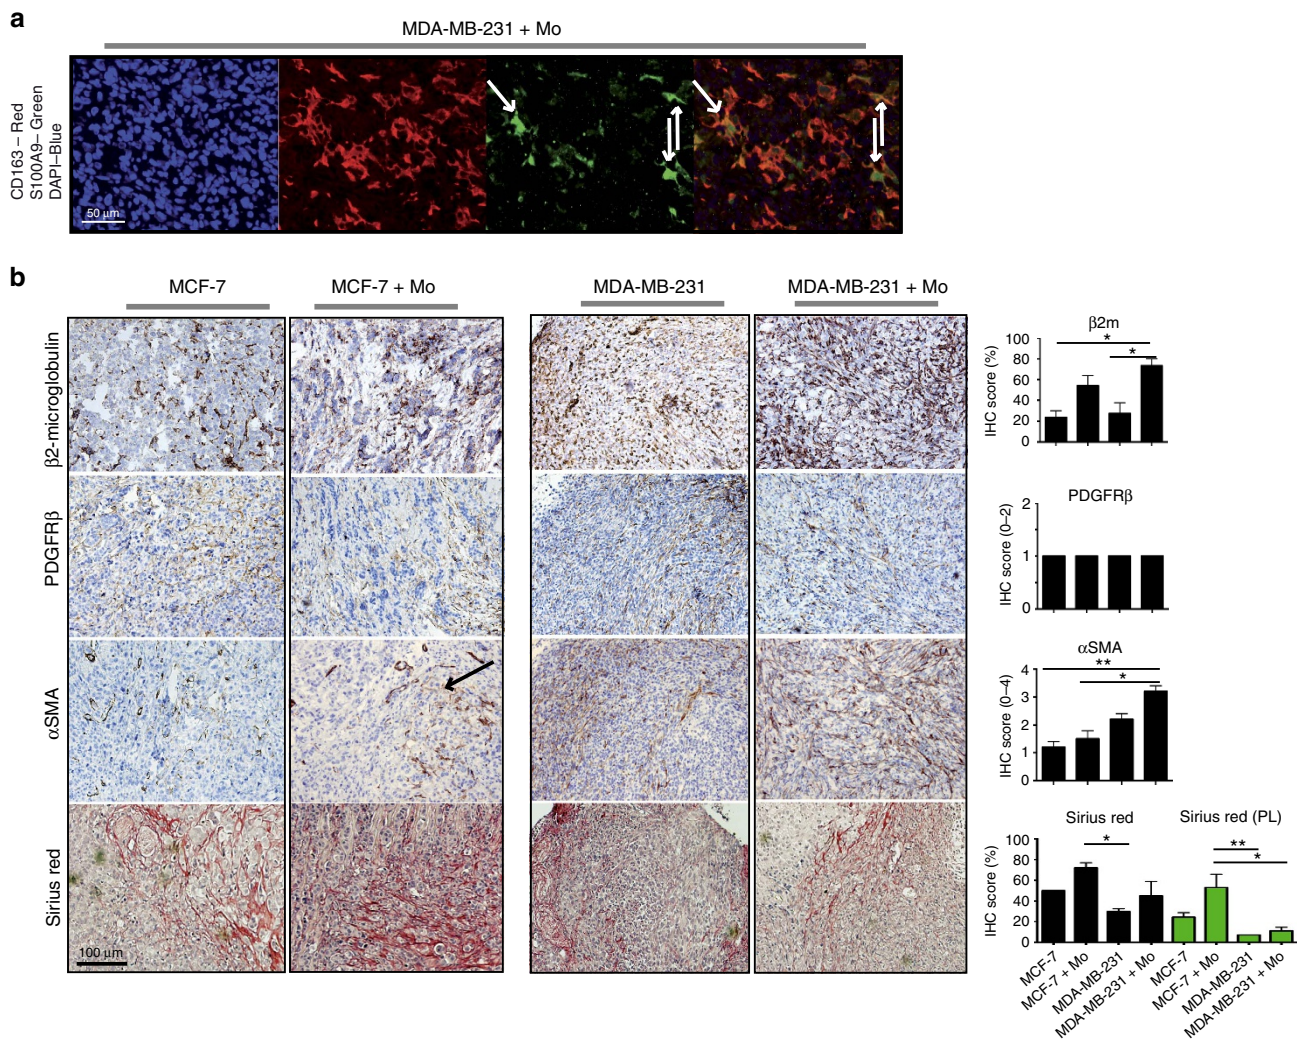 a
MDA-MB-231 + Mo
CD163 – Red
S100A9– Green
DAPI–Blue
50 μm
b
MCF-7
MCF-7 + Mo
MDA-MB-231
MDA-MB-231 + Mo
β2-microglobulin
PDGFRβ
αSMA
Sirius red
100 μm
β2m
*
*
IHC score (%)
100
80
60
40
20
0
PDGFRβ
IHC score (0–2)
2
1
0
αSMA
**
*
IHC score (0–4)
4
3
2
1
0
Sirius red
Sirius red (PL)
*
**
*
IHC score (%)
100
80
60
40
20
0
MCF-7
MCF-7 + Mo
MDA-MB-231
MDA-MB-231 + Mo
MCF-7
MCF-7 + Mo
MDA-MB-231
MDA-MB-231 + Mo